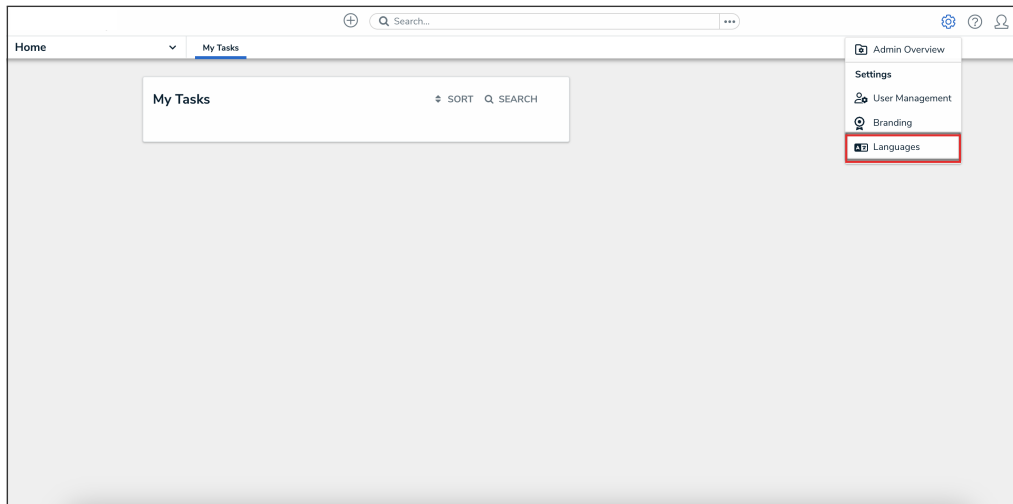 Search...
Home
My Tasks
Admin Overview
Settings
User Management
Branding
Languages
My Tasks
SORT
SEARCH